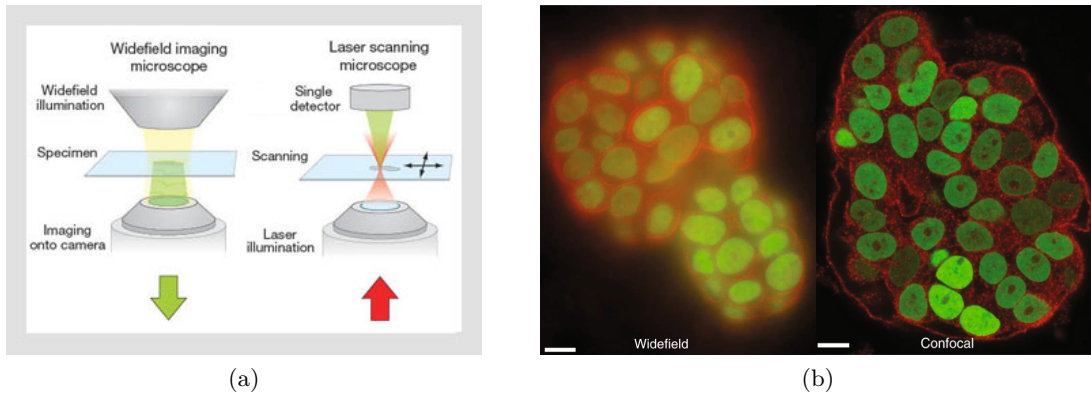 Widefield imaging
microscope
Widefield
illumination
Specimen
Imaging
onto camera
Laser scanning
microscope
Single
detector
Scanning
Laser
illumination
(a)
Widefield
Confocal
(b)